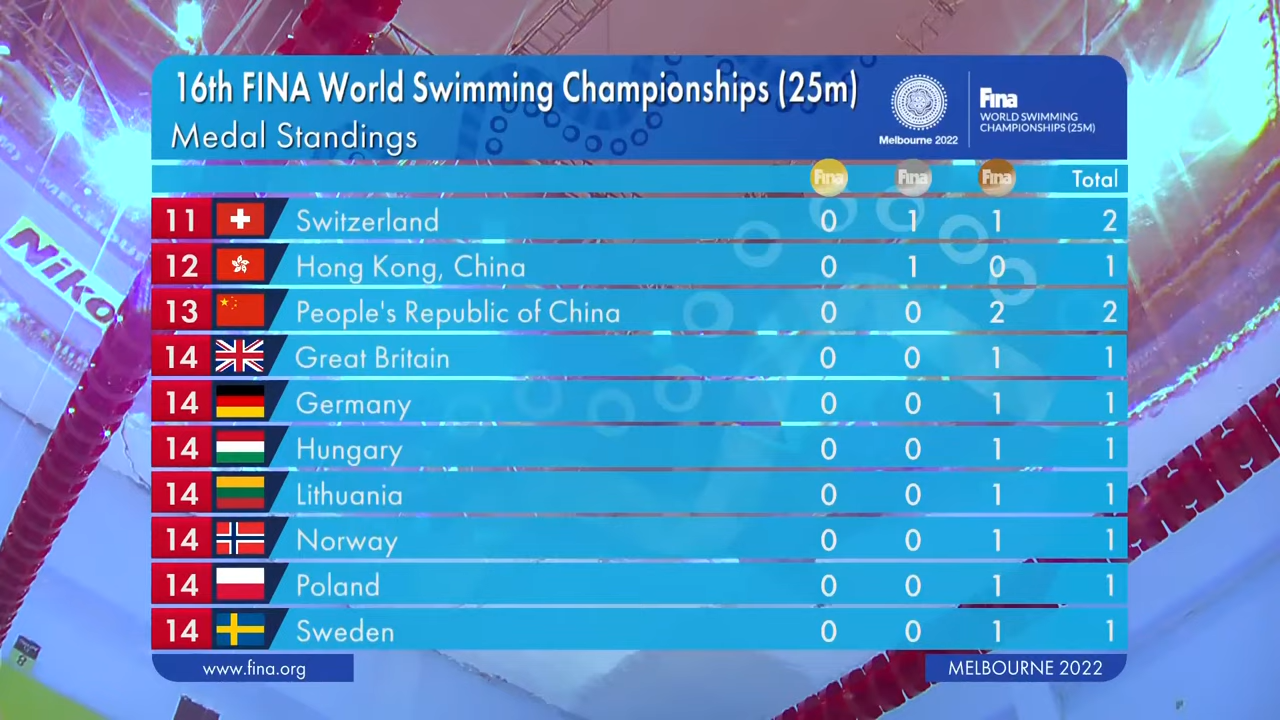 16th FINA World Swimming Championships (25m)
Medal Standings
Melbourne 2022
Fina
WORLD SWIMMING
CHAMPIONSHIPS (25M)
Fina Fina Fina Total
11 Switzerland 0 1 1 2
12 Hong Kong, China 0 1 0 1
13 People's Republic of China 0 0 2 2
14 Great Britain 0 0 1 1
14 Germany 0 0 1 1
14 Hungary 0 0 1 1
14 Lithuania 0 0 1 1
14 Norway 0 0 1 1
14 Poland 0 0 1 1
14 Sweden 0 0 1 1
www.fina.org
MELBOURNE 2022
Niko
8